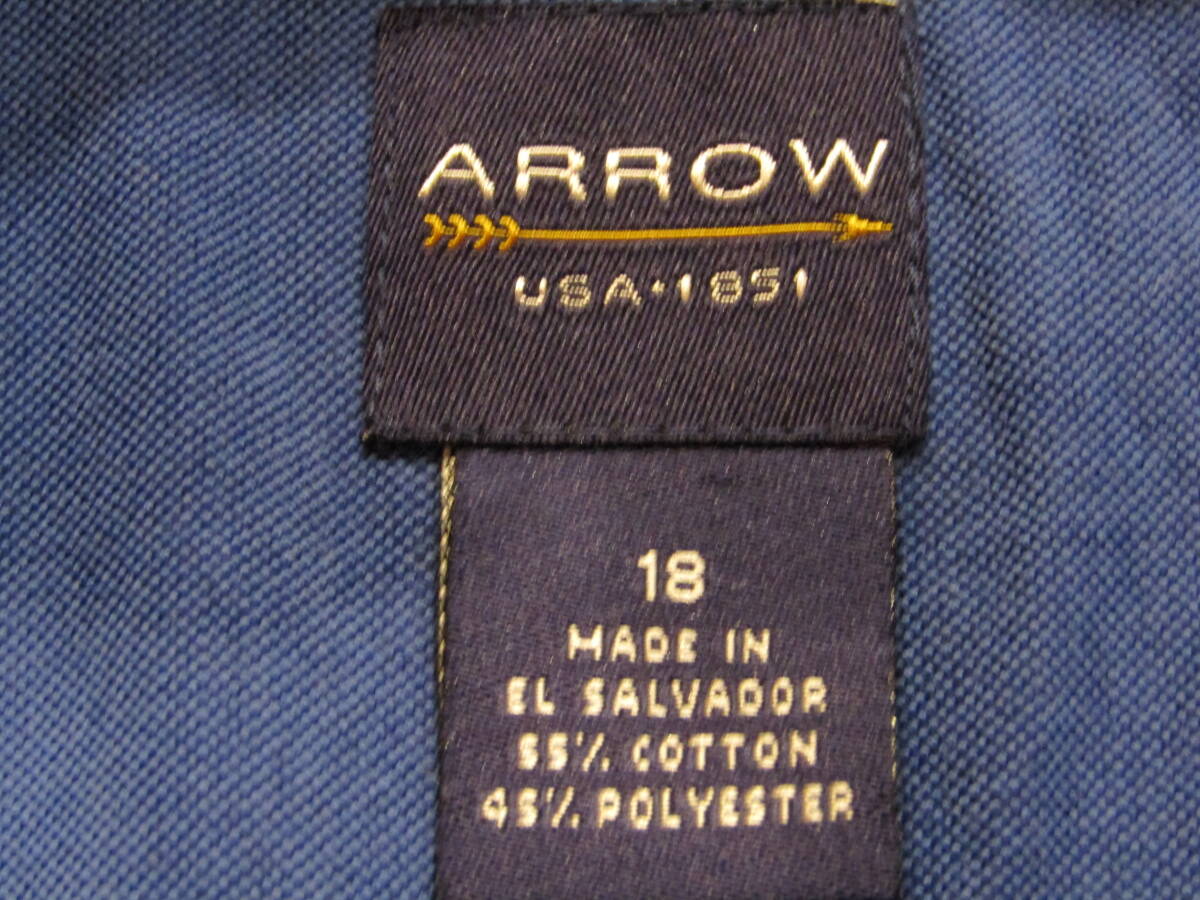 ARROW
USA•1851
18
MADE IN
EL SALVADOR
55% COTTON
45% POLYESTER